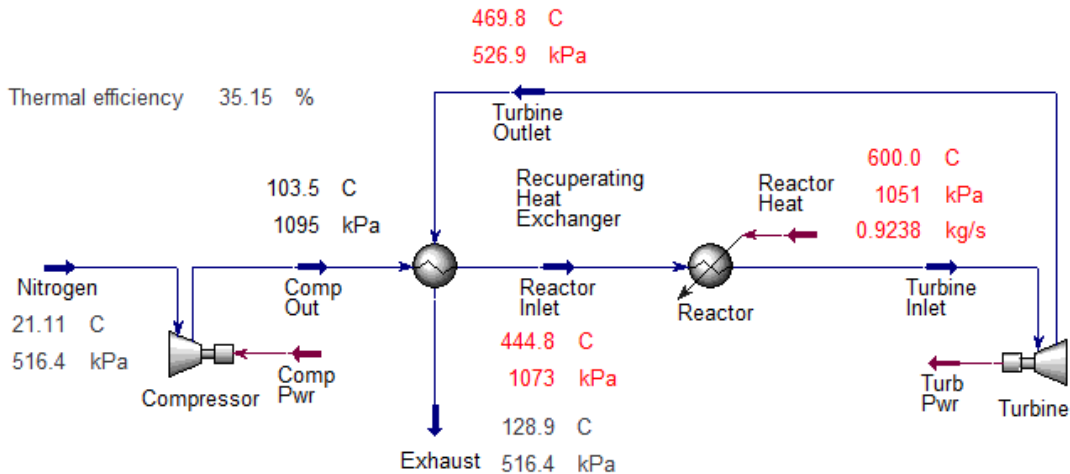 469.8 C
526.9 kPa
Thermal efficiency 35.15 %
Turbine
Outlet
600.0 C
1051 kPa
0.9238 kg/s
Reactor
Heat
Recuperating
Heat
Exchanger
103.5 C
1095 kPa
Nitrogen
21.11 C
516.4 kPa
Comp
Out
Reactor
Inlet
444.8 C
1073 kPa
Reactor
Turbine
Inlet
Compressor
Comp
Pwr
Turb
Pwr
Turbine
Exhaust
128.9 C
516.4 kPa